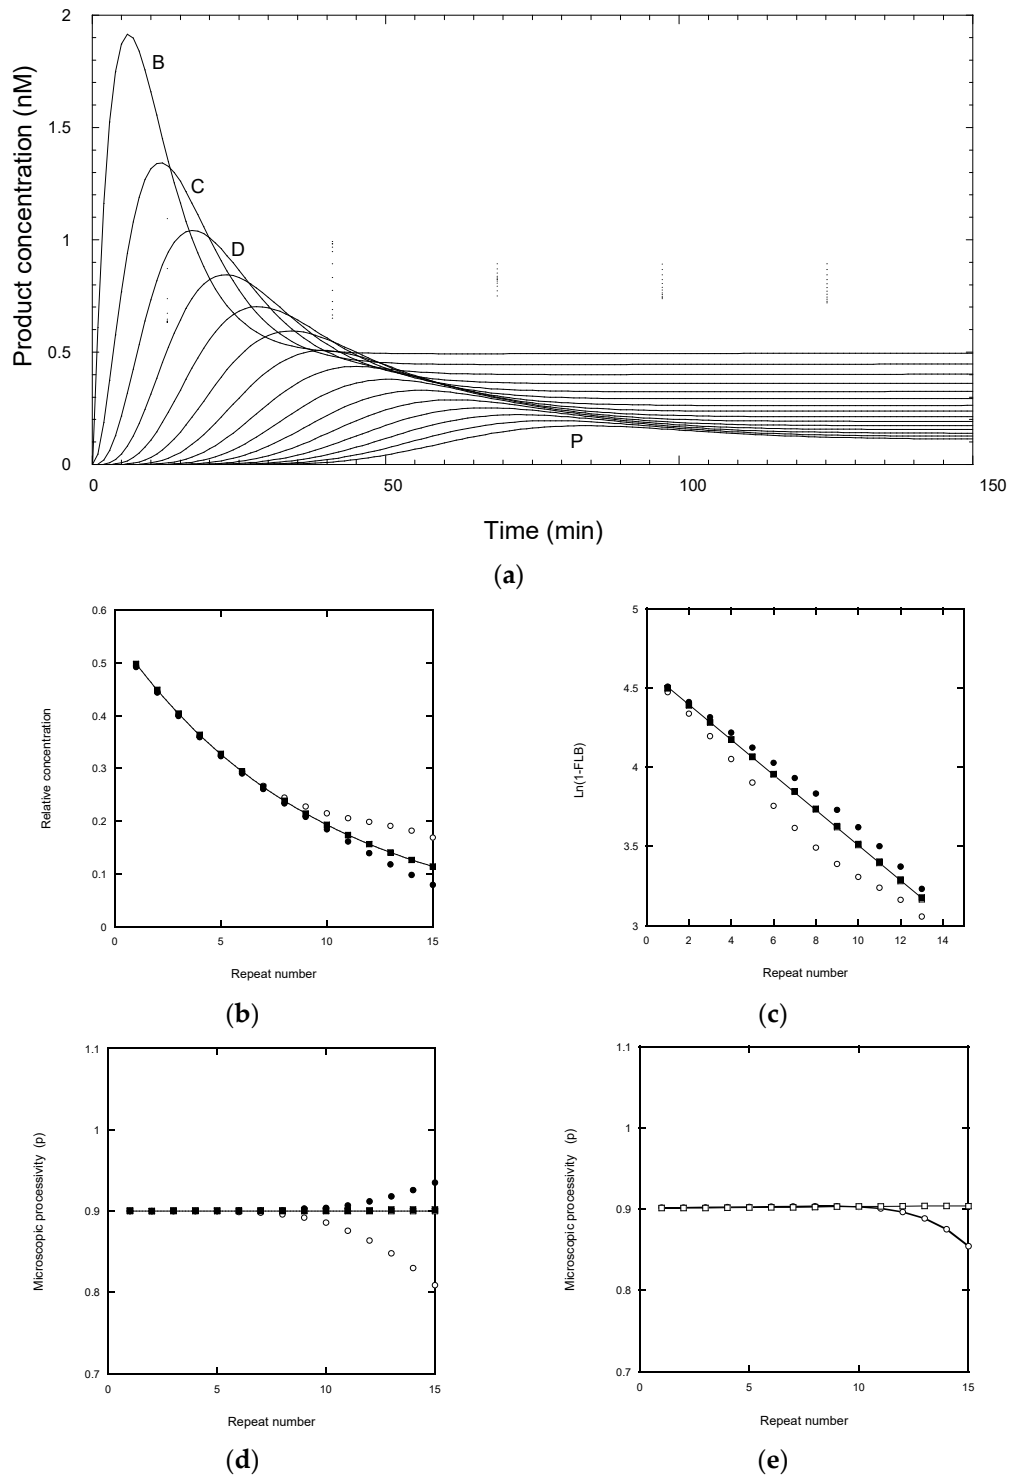 2
1.5
1
0.5
0
Product concentration (nM)
B
C
D
P
0
50
100
150
Time (min)
(a)
0.6
0.5
0.4
0.3
0.2
0.1
0
Relative concentration
0
5
10
15
Repeat number
(b)
5
4.5
4
3.5
3
Ln(1-FLB)
0
2
4
6
8
10
12
14
Repeat number
(c)
1.1
1
0.9
0.8
0.7
Microscopic processivity (p)
0
5
10
15
Repeat number
(d)
1.1
1
0.9
0.8
0.7
Microscopic processivity (p)
0
5
10
15
Repeat number
(e)